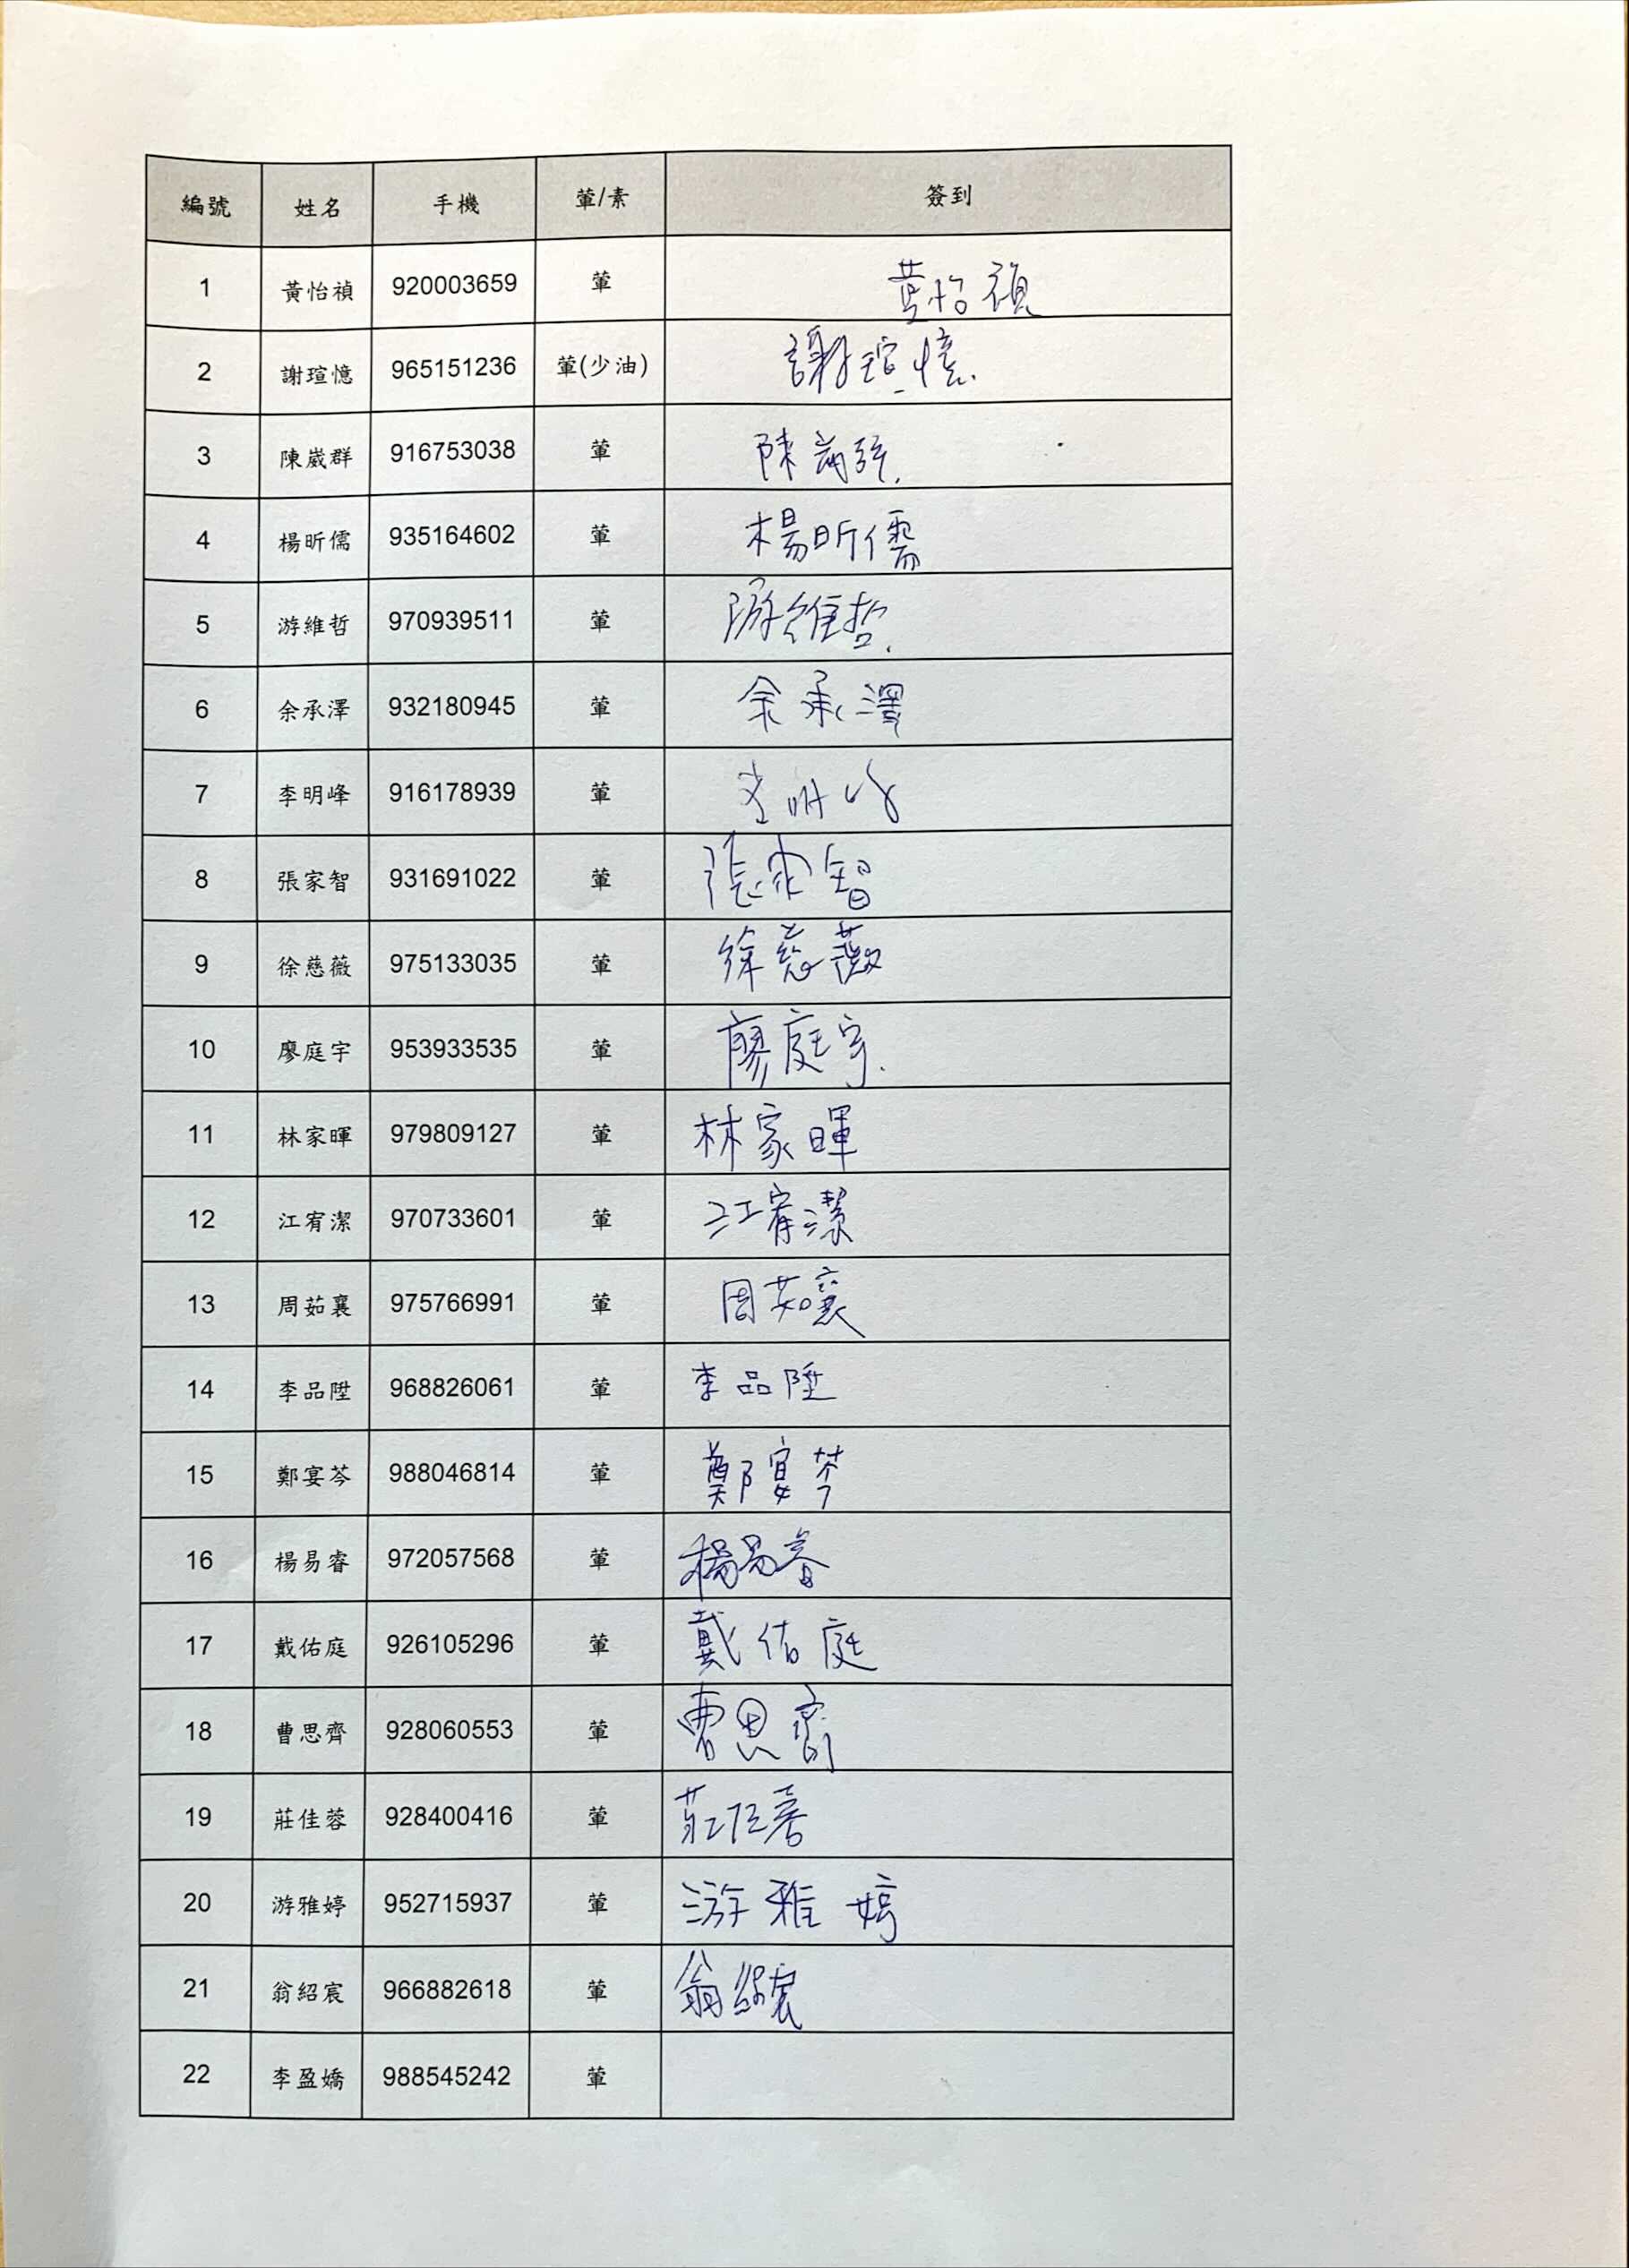 編號 姓名 手機 葷/素 簽到
1 黃怡禎 920003659 葷 黃怡禎
2 謝瑄憶 965151236 葷(少油) 謝瑄憶.
3 陳崴群 916753038 葷 陳崴群.
4 楊昕儒 935164602 葷 楊昕儒
5 游維哲 970939511 葷 游維哲.
6 余承澤 932180945 葷 余承澤
7 李明峰 916178939 葷 李明峰
8 張家智 931691022 葷 張家智
9 徐慈薇 975133035 葷 徐慈薇
10 廖庭宇 953933535 葷 廖庭宇.
11 林家暉 979809127 葷 林家暉
12 江宥潔 970733601 葷 江宥潔
13 周茹襄 975766991 葷 周茹襄
14 李品陞 968826061 葷 李品陞
15 鄭宴芩 988046814 葷 鄭宴芩
16 楊易睿 972057568 葷 楊易睿
17 戴佑庭 926105296 葷 戴佑庭
18 曹思齊 928060553 葷 曹思齊
19 莊佳蓉 928400416 葷 莊佳蓉
20 游雅婷 952715937 葷 游雅婷
21 翁紹宸 966882618 葷 翁紹宸
22 李盈嬌 988545242 葷